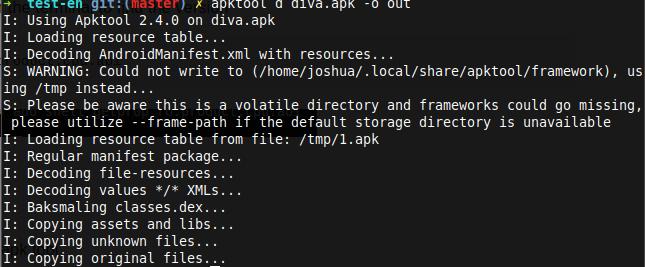 → test-en git:(master) ✗ apktool d diva.apk -o out
I: Using Apktool 2.4.0 on diva.apk
I: Loading resource table...
I: Decoding AndroidManifest.xml with resources...
S: WARNING: Could not write to (/home/joshua/.local/share/apktool/framework), us
ing /tmp instead...
S: Please be aware this is a volatile directory and frameworks could go missing,
 please utilize --frame-path if the default storage directory is unavailable
I: Loading resource table from file: /tmp/1.apk
I: Regular manifest package...
I: Decoding file-resources...
I: Decoding values */* XMLs...
I: Baksmaling classes.dex...
I: Copying assets and libs...
I: Copying unknown files...
I: Copying original files...